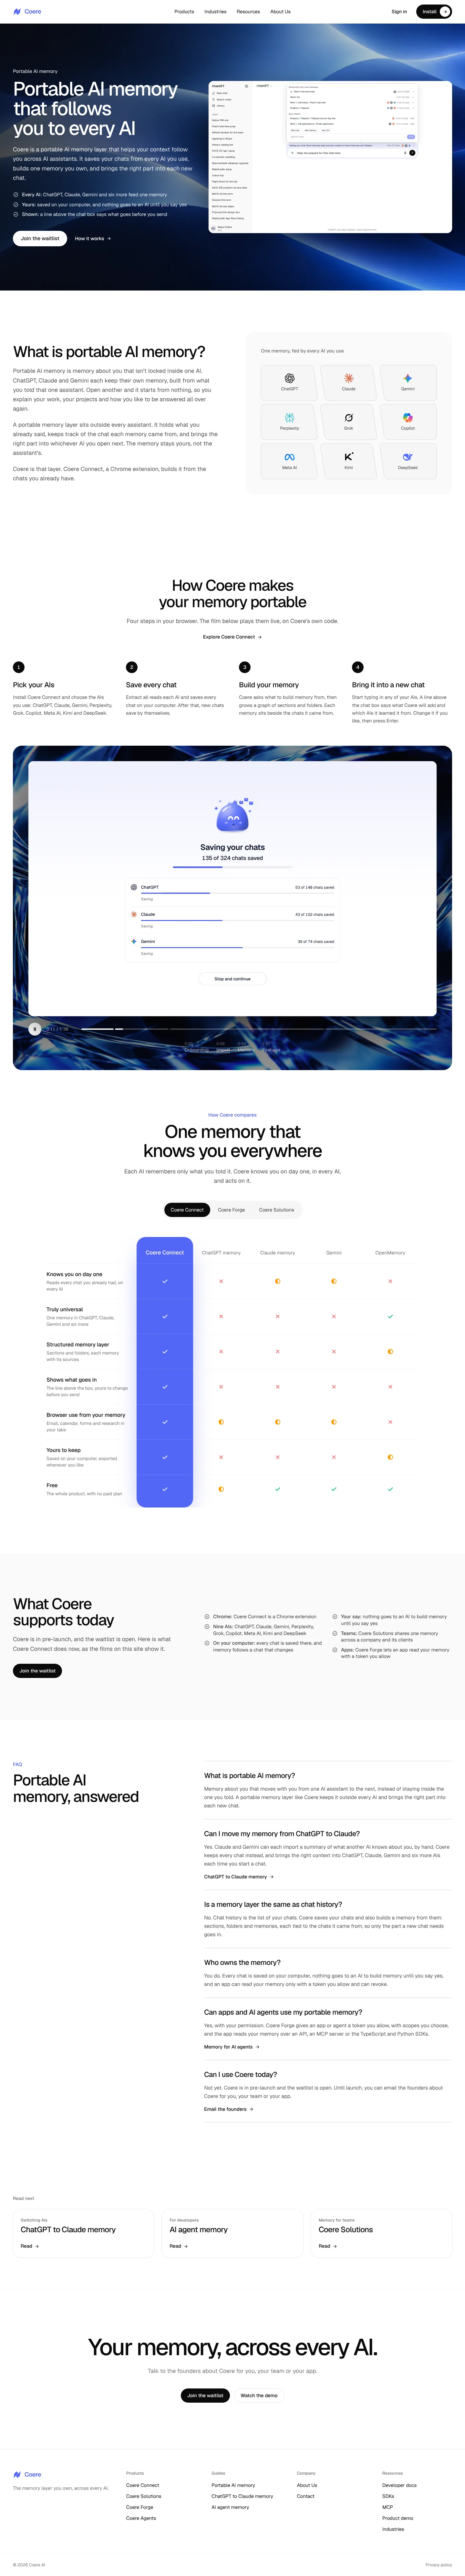 Coere
Products
Industries
Resources
About Us
Sign in
Install
Portable AI memory
Portable AI memory
that follows
you to every AI
Coere is a portable AI memory layer that makes your context follow
you across AI assistants. It saves your chats from every AI you use,
builds one memory you own, and brings the right part into each new
chat.
Every AI: ChatGPT, Claude, Gemini and six more feed one memory
Yours: saved on your computer, and nothing goes to an AI until you say yes
Shown: a line above the chat box says what goes before you send
Join the waitlist
How it works
ChatGPT
ChatGPT
What is portable AI memory?
Portable AI memory is memory about you that isn't locked inside one AI.
ChatGPT, Claude and Gemini each keep their own memory, built from what
you told that one assistant. Open another one and it knows nothing, so you
explain your work, your projects and how you like to be answered all over
again.
A portable memory layer sits outside every assistant. It holds what you
already said, keeps track of the chat each memory came from, and brings the
right part into whichever AI you open next. The memory stays yours, not the
assistant's.
Coere is that layer. Coere Connect, a Chrome extension, builds it from the
chats you already have.
One memory, fed by every AI you use
ChatGPT
Claude
Gemini
Perplexity
Grok
Copilot
Meta AI
Kimi
DeepSeek
How Coere makes
your memory portable
Four steps in your browser. The film below plays them live, on Coere's own code.
Explore Coere Connect
1
Pick your AIs
Install Coere Connect and choose the AIs
you use: ChatGPT, Claude, Gemini, Perplexity,
Grok, Copilot, Meta AI, Kimi and DeepSeek.
2
Save every chat
Extract all reads each AI and saves every
chat on your computer. After that, new chats
save by themselves.
3
Build your memory
Coere asks what to build memory from, then
grows a graph of sections and folders. Each
memory sits beside the chats it came from.
4
Bring it into a new chat
Start typing in any of your AIs. A line above
the chat box says what Coere will add and
which AIs it learned it from. Change it if you
like, then press Enter.
Saving your chats
135 of 324 chats saved
ChatGPT
53 of 148 chats saved
Saving
Claude
43 of 102 chats saved
Saving
Gemini
39 of 74 chats saved
Saving
Stop and continue
How Coere compares
One memory that
knows you everywhere
Each AI remembers only what you told it. Coere knows you on day one, in every AI,
and acts on it.
Coere Connect
Coere Forge
Coere Solutions
Coere Connect
ChatGPT memory
Claude memory
Gemini
OpenMemory
Knows you on day one
Reads every chat you already had, on
every AI
Truly universal
One memory in ChatGPT, Claude,
Gemini and six more
Structured memory layer
Sections and folders, each memory
with its sources
Shows what goes in
The line above the box, yours to change
before you send
Browser use from your memory
Email, calendar, forms and research in
your tabs
Yours to keep
Saved on your computer, exported
whenever you like
Free
The whole product, with no paid plan
What Coere
supports today
Coere is in pre-launch, and the waitlist is open. Here is what
Coere Connect does now, as the films on this site show it.
Join the waitlist
Chrome: Coere Connect is a Chrome extension
Nine AIs: ChatGPT, Claude, Gemini, Perplexity,
Grok, Copilot, Meta AI, Kimi and DeepSeek
On your computer: every chat is saved there, and
memory follows a chat that changes
Your say: nothing goes to an AI to build memory
until you say yes
Teams: Coere Solutions shares one memory
across a company and its clients
Apps: Coere Forge lets an app read your memory
with a token you allow
FAQ
Portable AI
memory, answered
What is portable AI memory?
Memory about you that moves with you from one AI assistant to the next, instead of staying inside the
one you told. A portable memory layer like Coere keeps it outside every AI and brings the right part into
each new chat.
Can I move my memory from ChatGPT to Claude?
Yes. Claude and Gemini can each import a summary of what another AI knows about you, by hand. Coere
keeps every chat instead, and brings the right context into ChatGPT, Claude, Gemini and six more AIs
each time you start a chat.
ChatGPT to Claude memory
Is a memory layer the same as chat history?
No. Chat history is the list of your chats. Coere saves your chats and also builds a memory from them:
sections, folders and memories, each tied to the chats it came from, so only the part a new chat needs
goes in.
Who owns the memory?
You do. Every chat is saved on your computer, nothing goes to an AI to build memory until you say yes,
and an app can read your memory only with a token you allow and can revoke.
Can apps and AI agents use my portable memory?
Yes, with your permission. Coere Forge gives an app or agent a token you allow, with scopes you choose,
and the app reads your memory over an API, an MCP server or the TypeScript and Python SDKs.
Memory for AI agents
Can I use Coere today?
Not yet. Coere is in pre-launch and the waitlist is open. Until launch, you can email the founders about
Coere for you, your team or your app.
Email the founders
Read next
Switching AIs
ChatGPT to Claude memory
Read
For developers
AI agent memory
Read
Memory for teams
Coere Solutions
Read
Your memory, across every AI.
Talk to the founders about Coere for you, your team or your app.
Join the waitlist
Watch the demo
Coere
The memory layer you own, across every AI.
Products
Coere Connect
Coere Solutions
Coere Forge
Coere Agents
Guides
Portable AI memory
ChatGPT to Claude memory
AI agent memory
Company
About Us
Contact
Resources
Developer docs
SDKs
MCP
Product demo
Industries
© 2026 Coere AI
Privacy policy